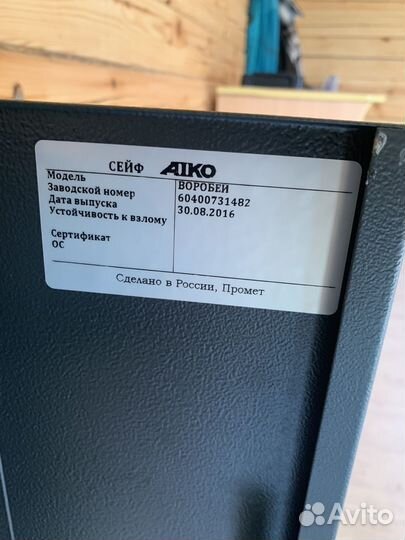 СЕЙФ AIKO
Модель ВОРОБЕЙ
Заводской номер 60400731482
Дата выпуска 30.08.2016
Устойчивость к взлому
Сертификат
ОС
Сделано в России, Промет
Avito